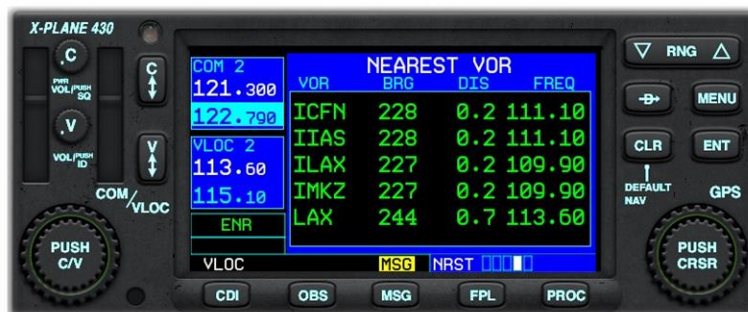 X-PLANE 430
C
PWR
VOL/PUSH
SQ
V
VOL/PUSH
ID
COM/VLOC
PUSH
C/V
C
V
COM 2
121.300
122.790
VLOC 2
113.60
115.10
ENR
VLOC
MSG
NRST
NEAREST VOR
VOR BRG DIS FREQ
ICFN 228 0.2 111.10
IIAS 228 0.2 111.10
ILAX 227 0.2 109.90
IMKZ 227 0.2 109.90
LAX 244 0.7 113.60
CDI
OBS
MSG
FPL
PROC
RNG
D
MENU
CLR
ENT
DEFAULT
NAV
GPS
PUSH
CRSR